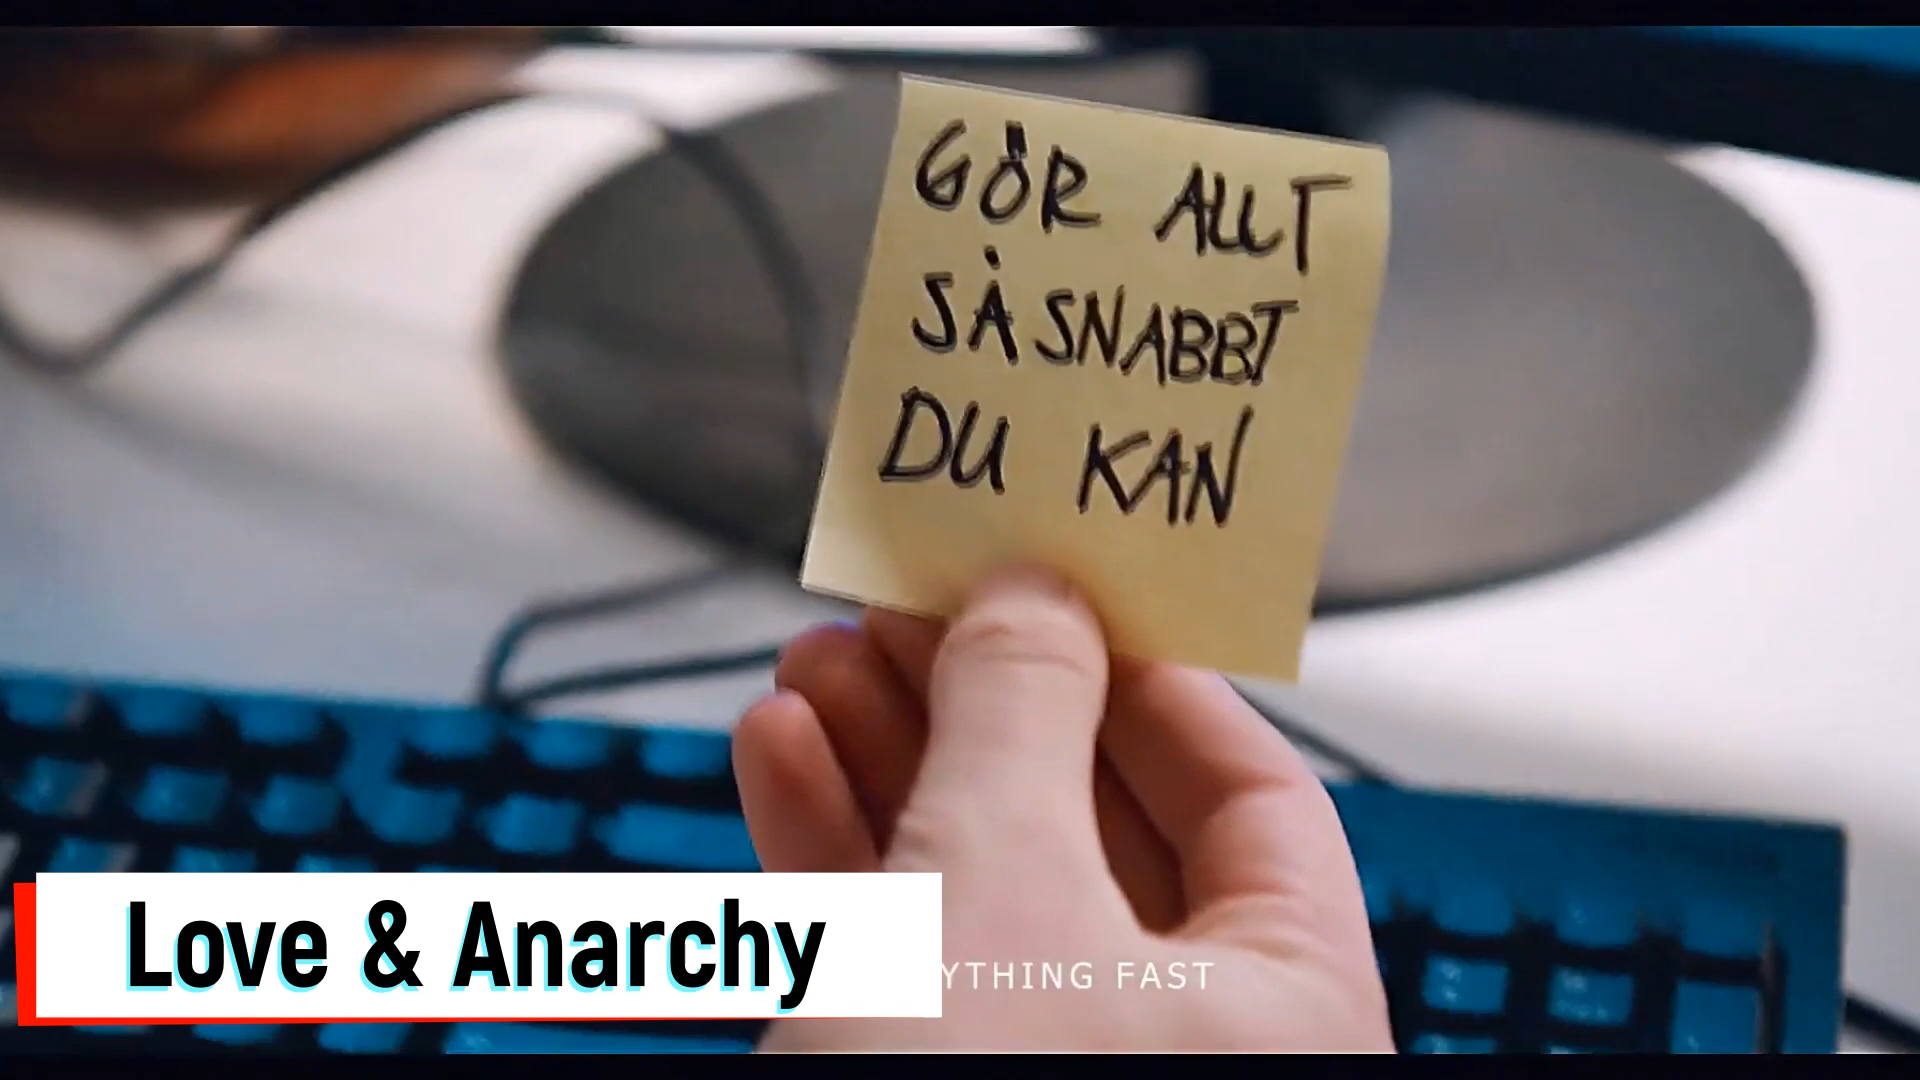 GÖR ALLT
SÅ SNABBT
DU KAN
Love & Anarchy
YTHING FAST